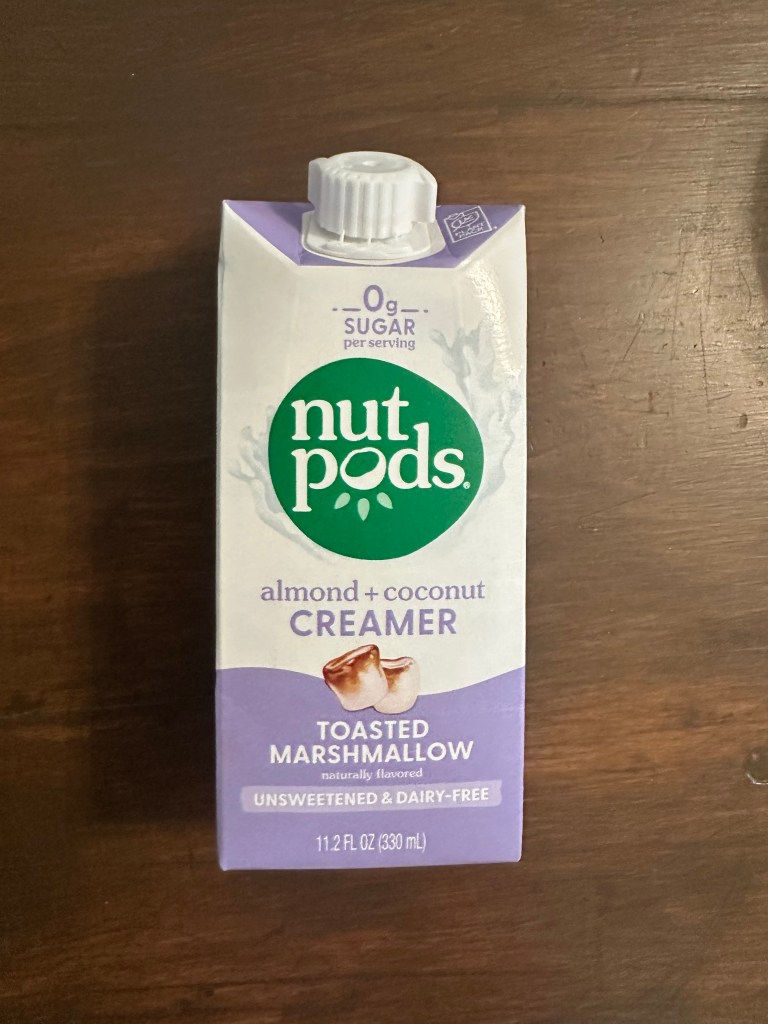 0g
SUGAR
per serving
nut
pods®
almond + coconut
CREAMER
TOASTED
MARSHMALLOW
naturally flavored
UNSWEETENED & DAIRY-FREE
11.2 FL OZ (330 mL)